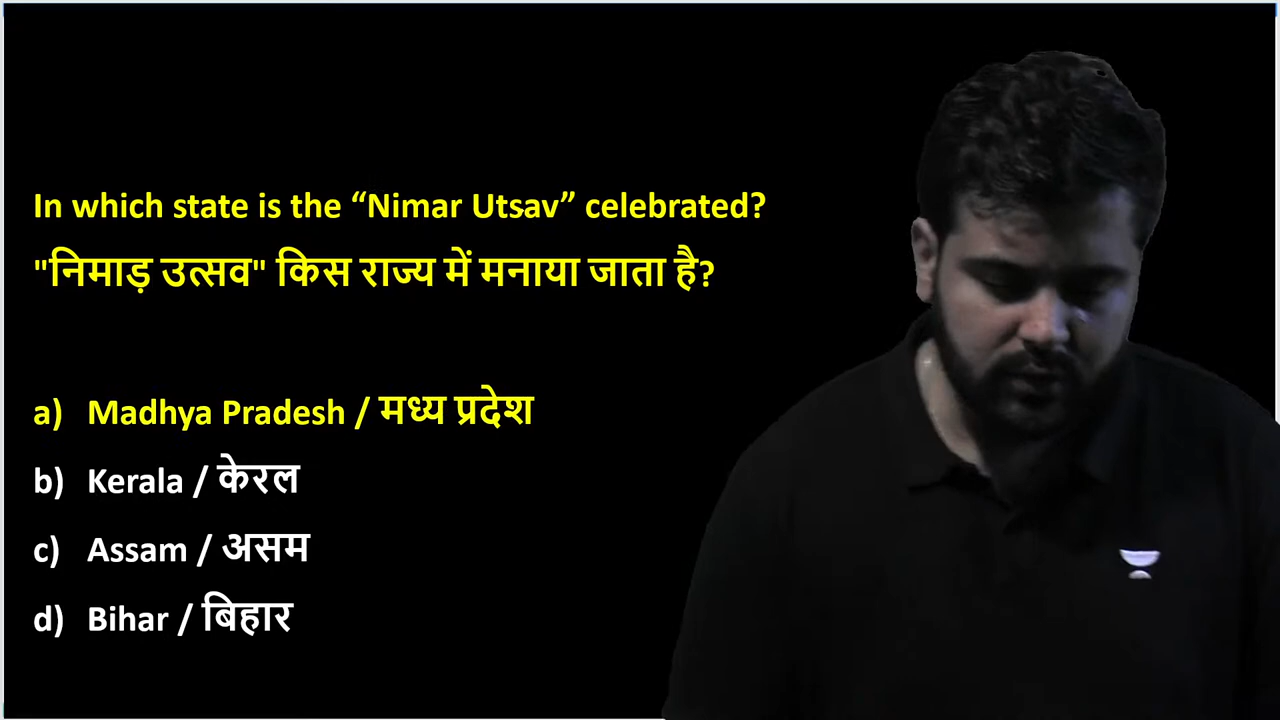 In which state is the “Nimar Utsav” celebrated?
"निमाड़ उत्सव" किस राज्य में मनाया जाता है?
a) Madhya Pradesh / मध्य प्रदेश
b) Kerala / केरल
c) Assam / असम
d) Bihar / बिहार